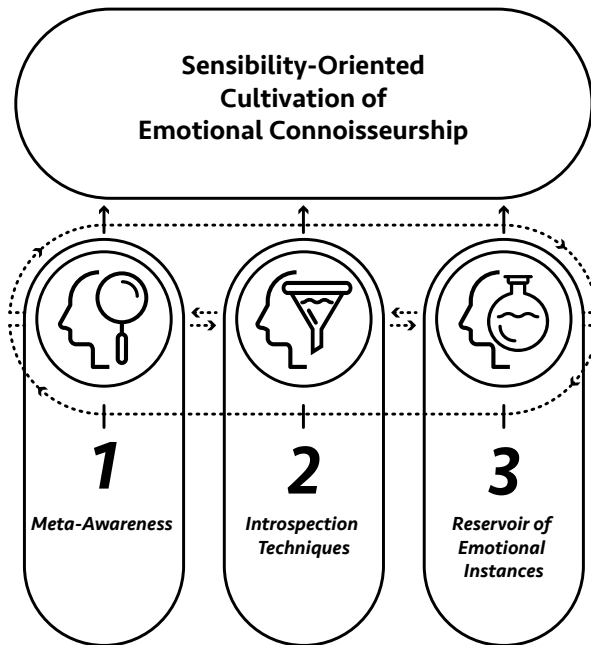 Sensibility-Oriented
Cultivation of
Emotional Connoisseurship
1
Meta-Awareness
2
Introspection
Techniques
3
Reservoir of
Emotional
Instances